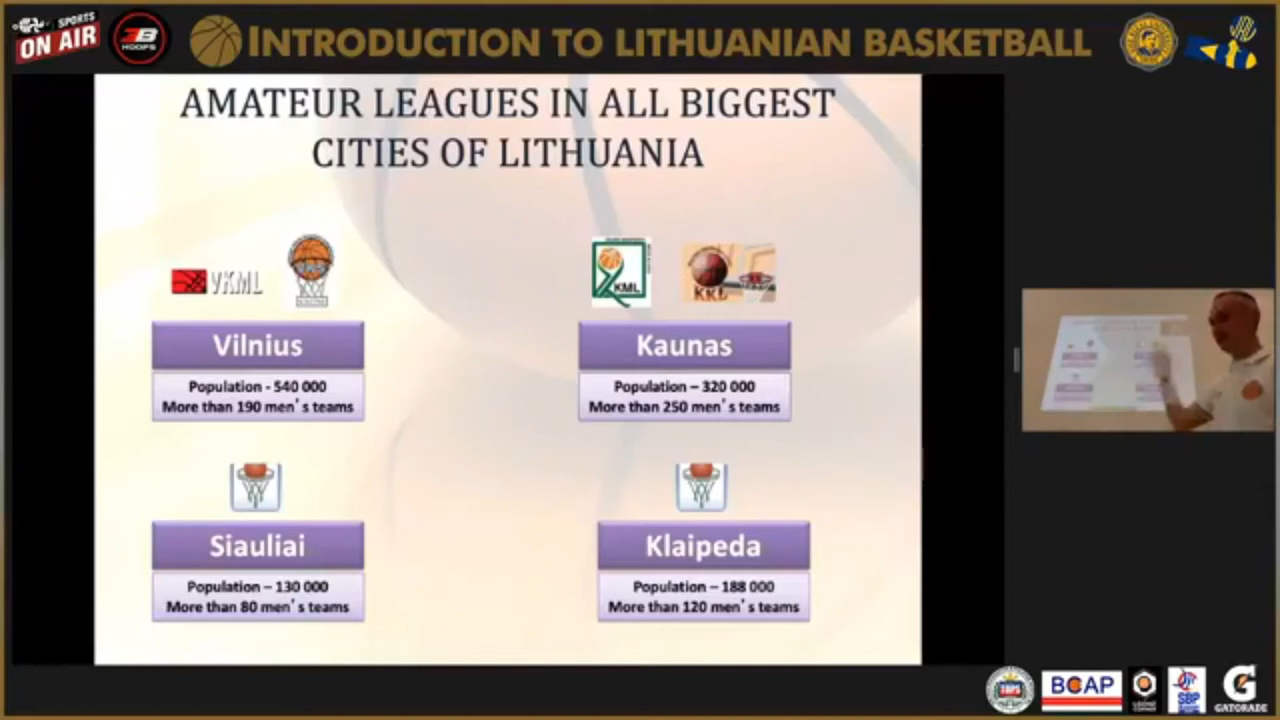 SPORTS
ON AIR
3B
HOOPS
INTRODUCTION TO LITHUANIAN BASKETBALL
AMATEUR LEAGUES IN ALL BIGGEST
CITIES OF LITHUANIA
VKML
KML
KKL
Vilnius
Population - 540 000
More than 190 men's teams
Kaunas
Population – 320 000
More than 250 men's teams
Siauliai
Population – 130 000
More than 80 men's teams
Klaipeda
Population – 188 000
More than 120 men's teams
TOPS
BCAP
SBP
GATORADE